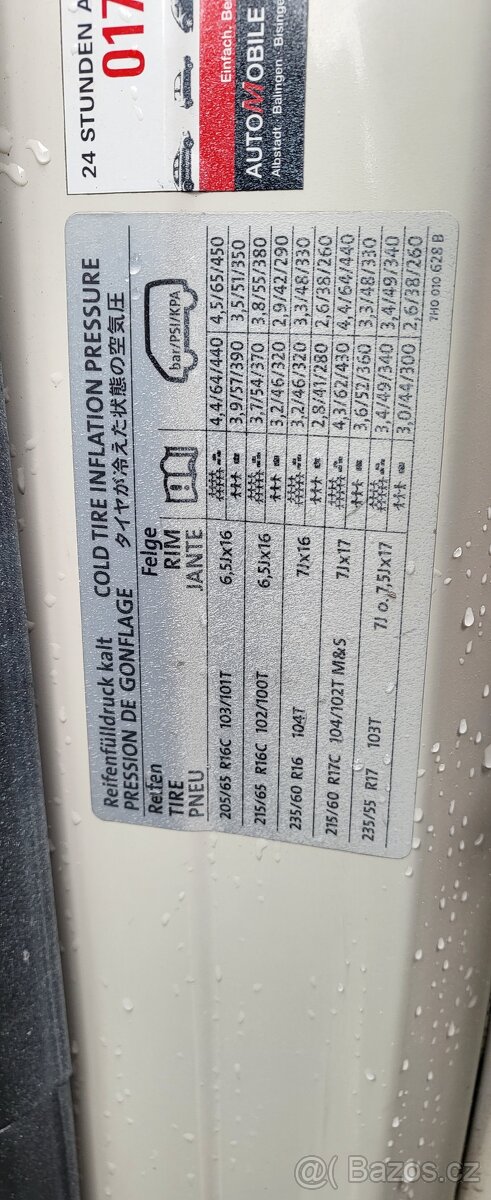 24 STUNDEN A
017
Einfach. Be
AUTOMOBILE
Albstadt · Balingen · Bisinge
Reifenfülldruck kalt COLD TIRE INFLATION PRESSURE
PRESSION DE GONFLAGE タイヤが冷えた状態の空気圧
Reifen Felge
TIRE RIM bar/PSI/KPA
PNEU JANTE
205/65 R16C 103/101T 6,5Jx16 4,4/64/440 4,5/65/450
3,9/57/390 3,5/51/350
215/65 R16C 102/100T 6,5Jx16 3,7/54/370 3,8/55/380
3,2/46/320 2,9/42/290
235/60 R16 104T 7Jx16 3,2/46/320 3,3/48/330
2,8/41/280 2,6/38/260
215/60 R17C 104/102T M&S 7Jx17 4,3/62/430 4,4/64/440
3,6/52/360 3,3/48/330
235/55 R17 103T 7J o. 7,5Jx17 3,4/49/340 3,4/49/340
3,0/44/300 2,6/38/260
7H0 010 628 B
@ Bazos.cz